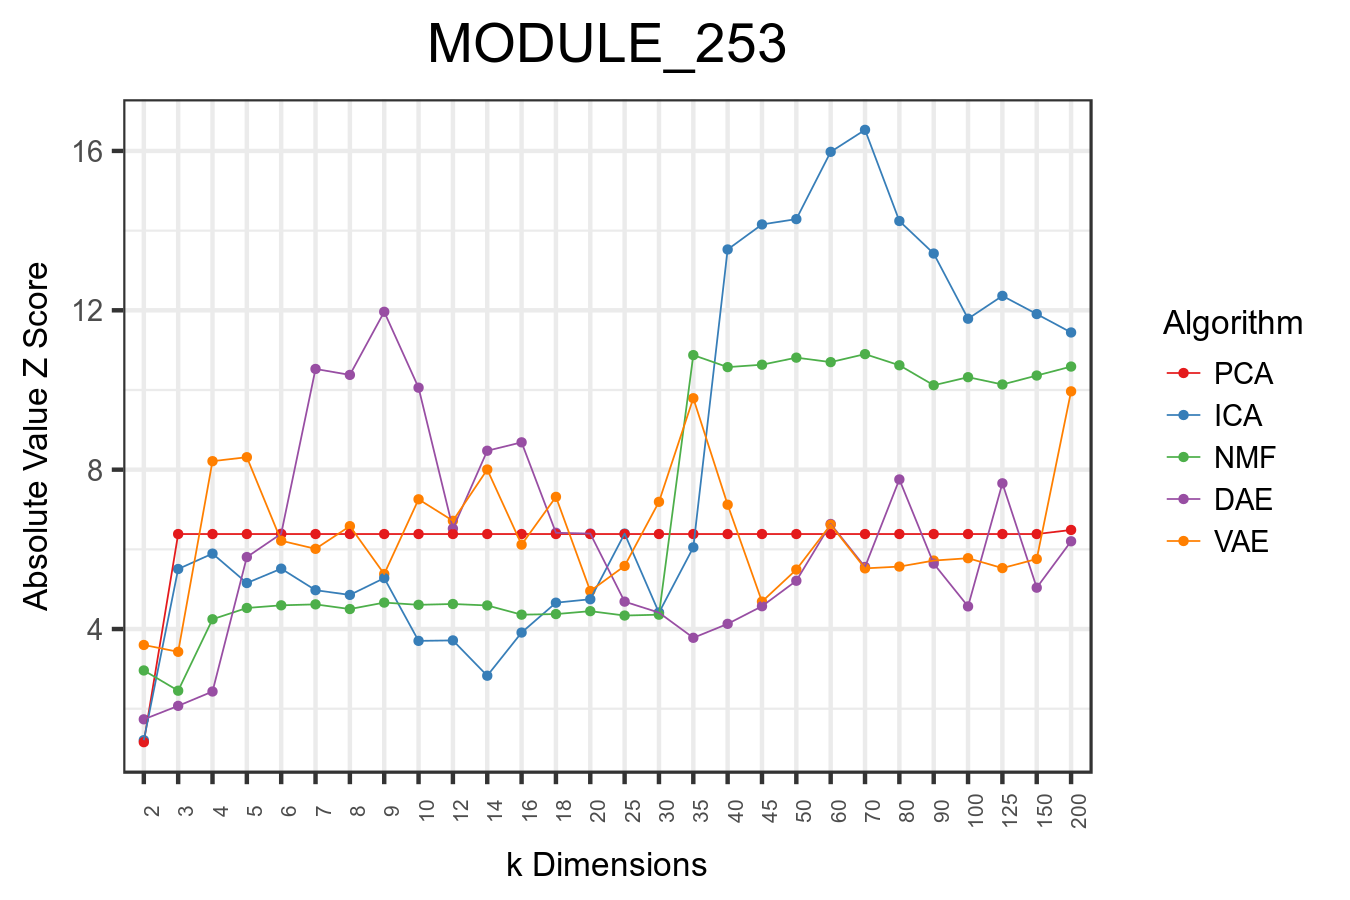 MODULE_253
16
12
8
4
Absolute Value Z Score
2 3 4 5 6 7 8 9 10 12 14 16 18 20 25 30 35 40 45 50 60 70 80 90 100 125 150 200
k Dimensions
Algorithm
PCA
ICA
NMF
DAE
VAE